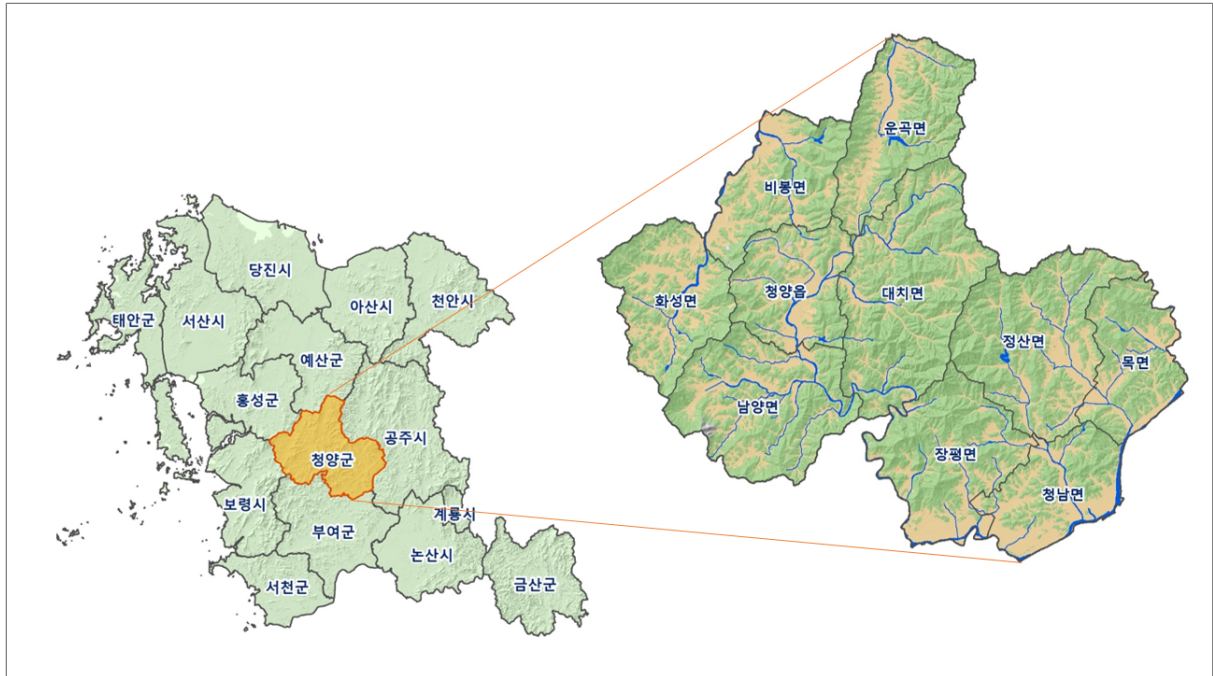 당진시
아산시
천안시
태안군
서산시
예산군
홍성군
공주시
청양군
보령시
계룡시
부여군
논산시
서천군
금산군
운곡면
비봉면
화성면
청양읍
대치면
정산면
목면
남양면
장평면
청남면